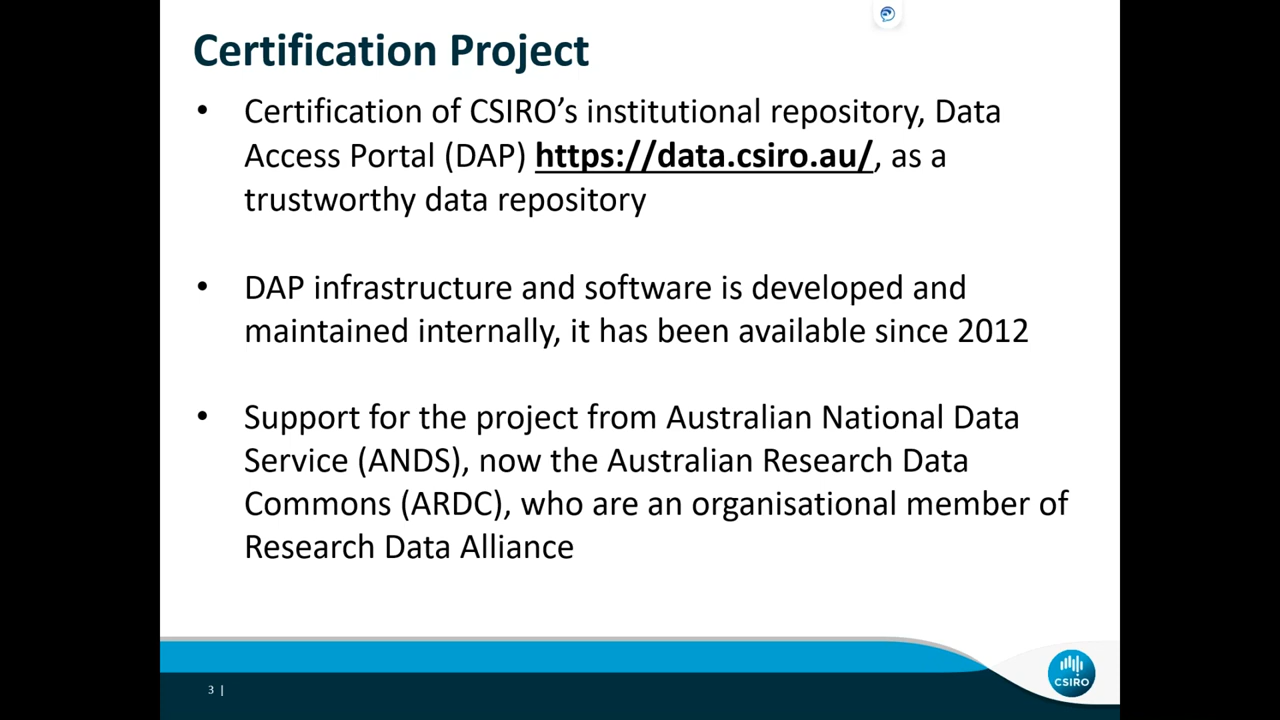 Certification Project
• Certification of CSIRO’s institutional repository, Data
Access Portal (DAP) https://data.csiro.au/, as a
trustworthy data repository
• DAP infrastructure and software is developed and
maintained internally, it has been available since 2012
• Support for the project from Australian National Data
Service (ANDS), now the Australian Research Data
Commons (ARDC), who are an organisational member of
Research Data Alliance
3 |
CSIRO